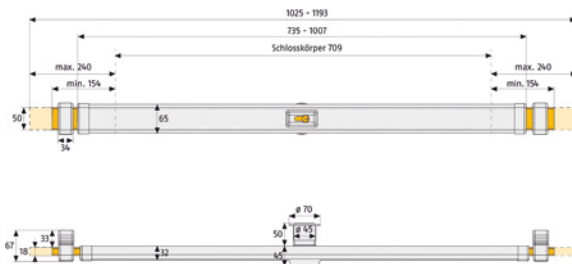 1025 - 1193
735 - 1007
Schlosskörper 709
max. 240
max. 240
min. 154
min. 154
50
65
34
ø 70
50
ø 45
33
67
18
32
45